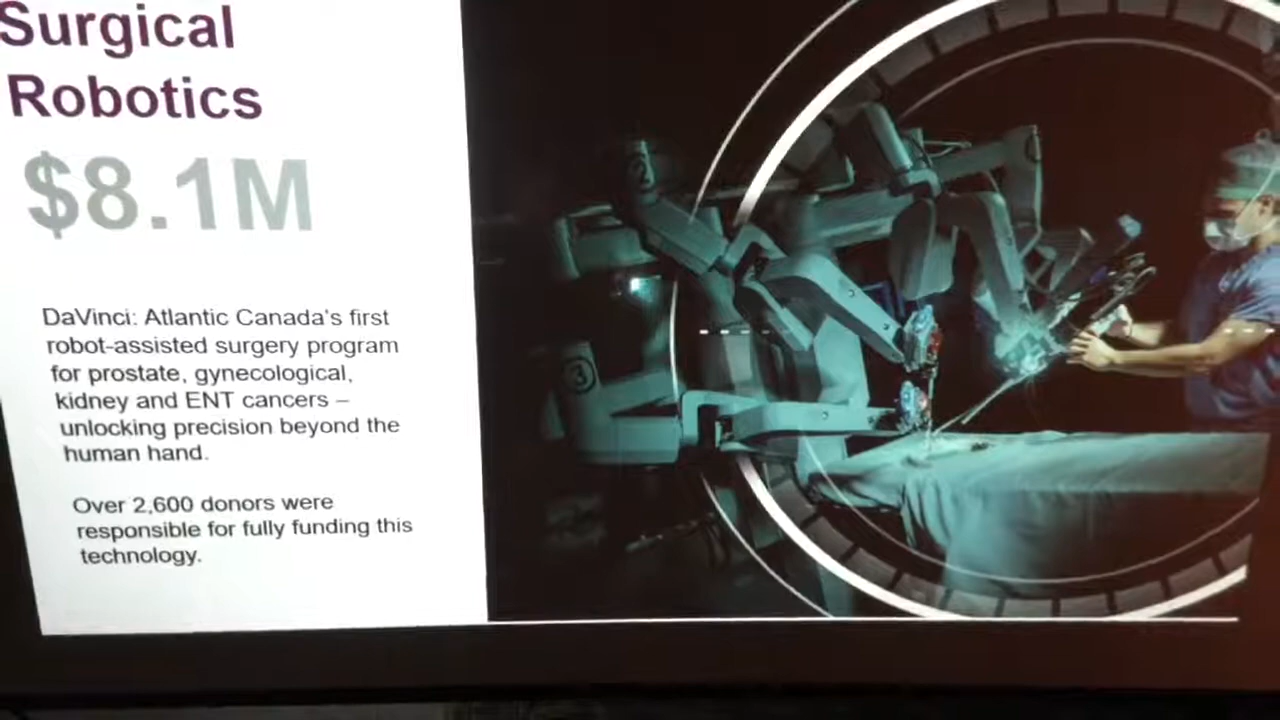 Surgical
Robotics
$8.1M
DaVinci: Atlantic Canada's first
robot-assisted surgery program
for prostate, gynecological,
kidney and ENT cancers –
unlocking precision beyond the
human hand.
Over 2,600 donors were
responsible for fully funding this
technology.
3